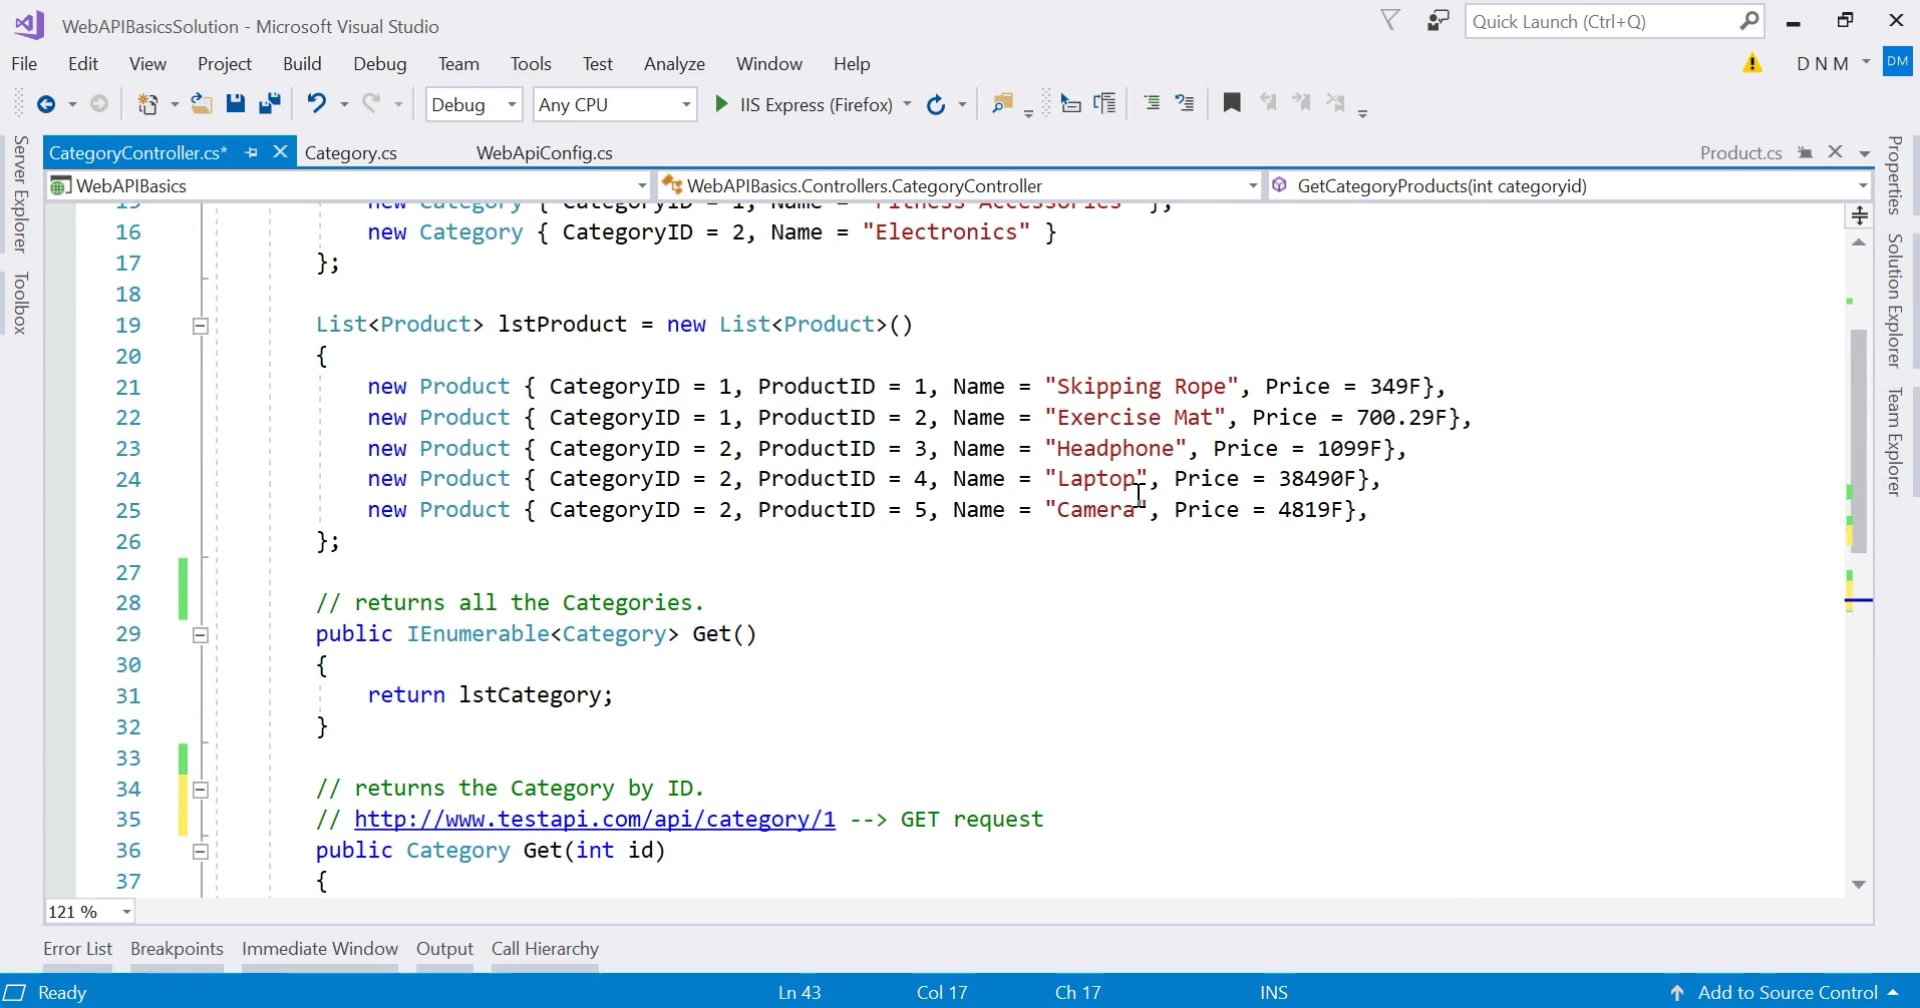 WebAPIBasicsSolution - Microsoft Visual Studio
Quick Launch (Ctrl+Q)
File Edit View Project Build Debug Team Tools Test Analyze Window Help
D N M DM
Debug Any CPU IIS Express (Firefox)
CategoryController.cs* Category.cs WebApiConfig.cs Product.cs
WebAPIBasics WebAPIBasics.Controllers.CategoryController GetCategoryProducts(int categoryid)
Server Explorer
Toolbox
15 new Category { CategoryID = 1, Name = "Fitness Accessories" },
16 new Category { CategoryID = 2, Name = "Electronics" }
17 };
18
19 List<Product> lstProduct = new List<Product>()
20 {
21 new Product { CategoryID = 1, ProductID = 1, Name = "Skipping Rope", Price = 349F},
22 new Product { CategoryID = 1, ProductID = 2, Name = "Exercise Mat", Price = 700.29F},
23 new Product { CategoryID = 2, ProductID = 3, Name = "Headphone", Price = 1099F},
24 new Product { CategoryID = 2, ProductID = 4, Name = "Laptop", Price = 38490F},
25 new Product { CategoryID = 2, ProductID = 5, Name = "Camera", Price = 4819F},
26 };
27
28 // returns all the Categories.
29 public IEnumerable<Category> Get()
30 {
31 return lstCategory;
32 }
33
34 // returns the Category by ID.
35 // http://www.testapi.com/api/category/1 --> GET request
36 public Category Get(int id)
37 {
Properties
Solution Explorer
Team Explorer
121 %
Error List Breakpoints Immediate Window Output Call Hierarchy
Ready Ln 43 Col 17 Ch 17 INS Add to Source Control